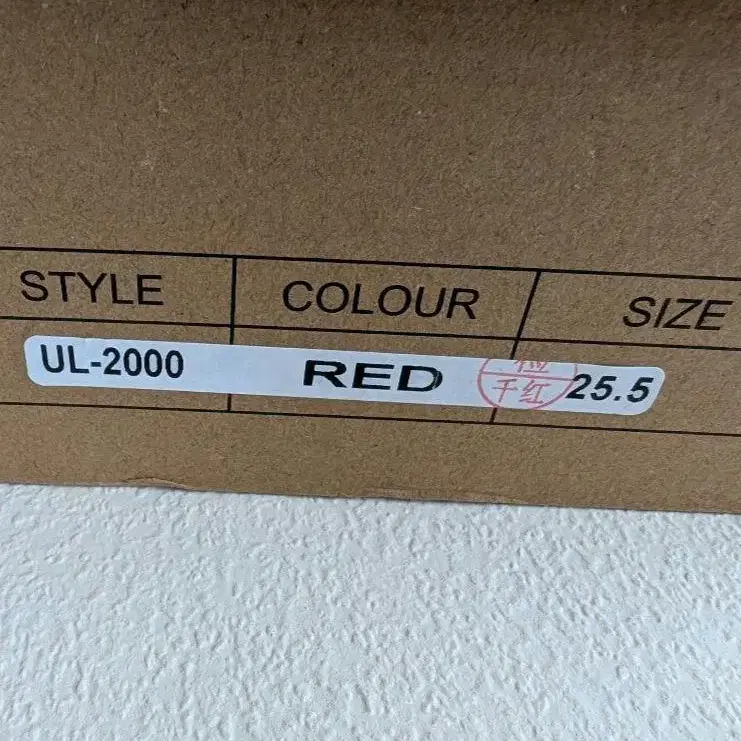 STYLE COLOUR SIZE
UL-2000 RED 25.5
千红